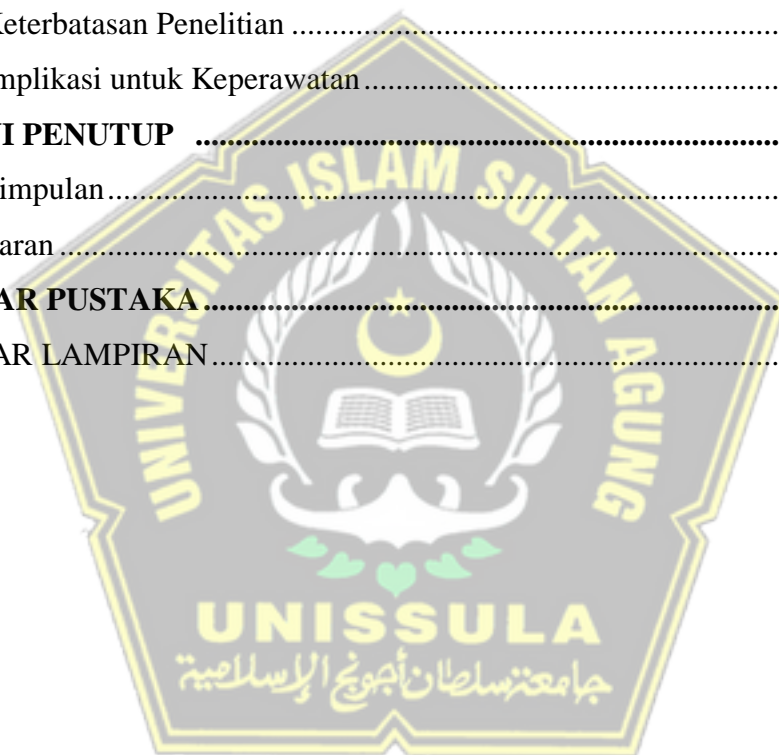 Keterbatasan Penelitian ........................................................................
mplikasi untuk Keperawatan ...............................................................
VI PENUTUP ........................................................................
impulan ........................................................................
aran ........................................................................
AR PUSTAKA ........................................................................
AR LAMPIRAN ........................................................................
UNIVERSITAS ISLAM SULTAN AGUNG
UNISSULA
جامعة سلطان أجونج الإسلامية